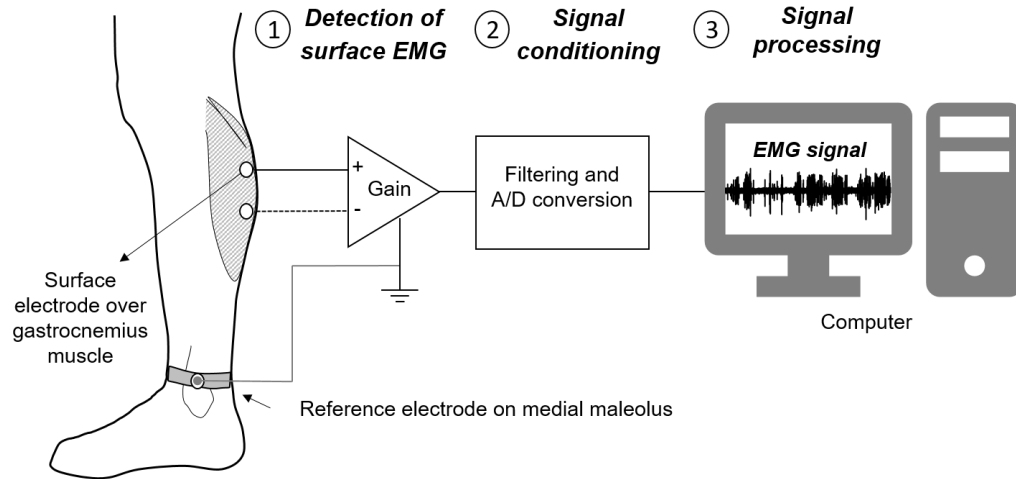 1 Detection of
surface EMG
2 Signal
conditioning
3 Signal
processing
+
Gain
-
Filtering and
A/D conversion
EMG signal
Surface
electrode over
gastrocnemius
muscle
Computer
Reference electrode on medial maleolus